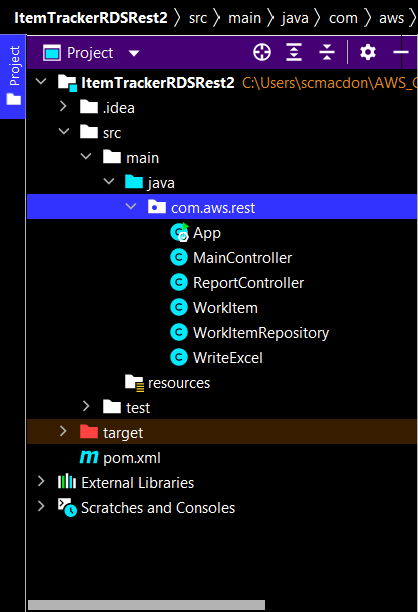 ItemTrackerRDSRest2 > src > main > java > com > aws >
Project
Project
ItemTrackerRDSRest2 C:\Users\scmacdon\AWS_
.idea
src
main
java
com.aws.rest
App
MainController
ReportController
WorkItem
WorkItemRepository
WriteExcel
resources
test
target
pom.xml
External Libraries
Scratches and Consoles